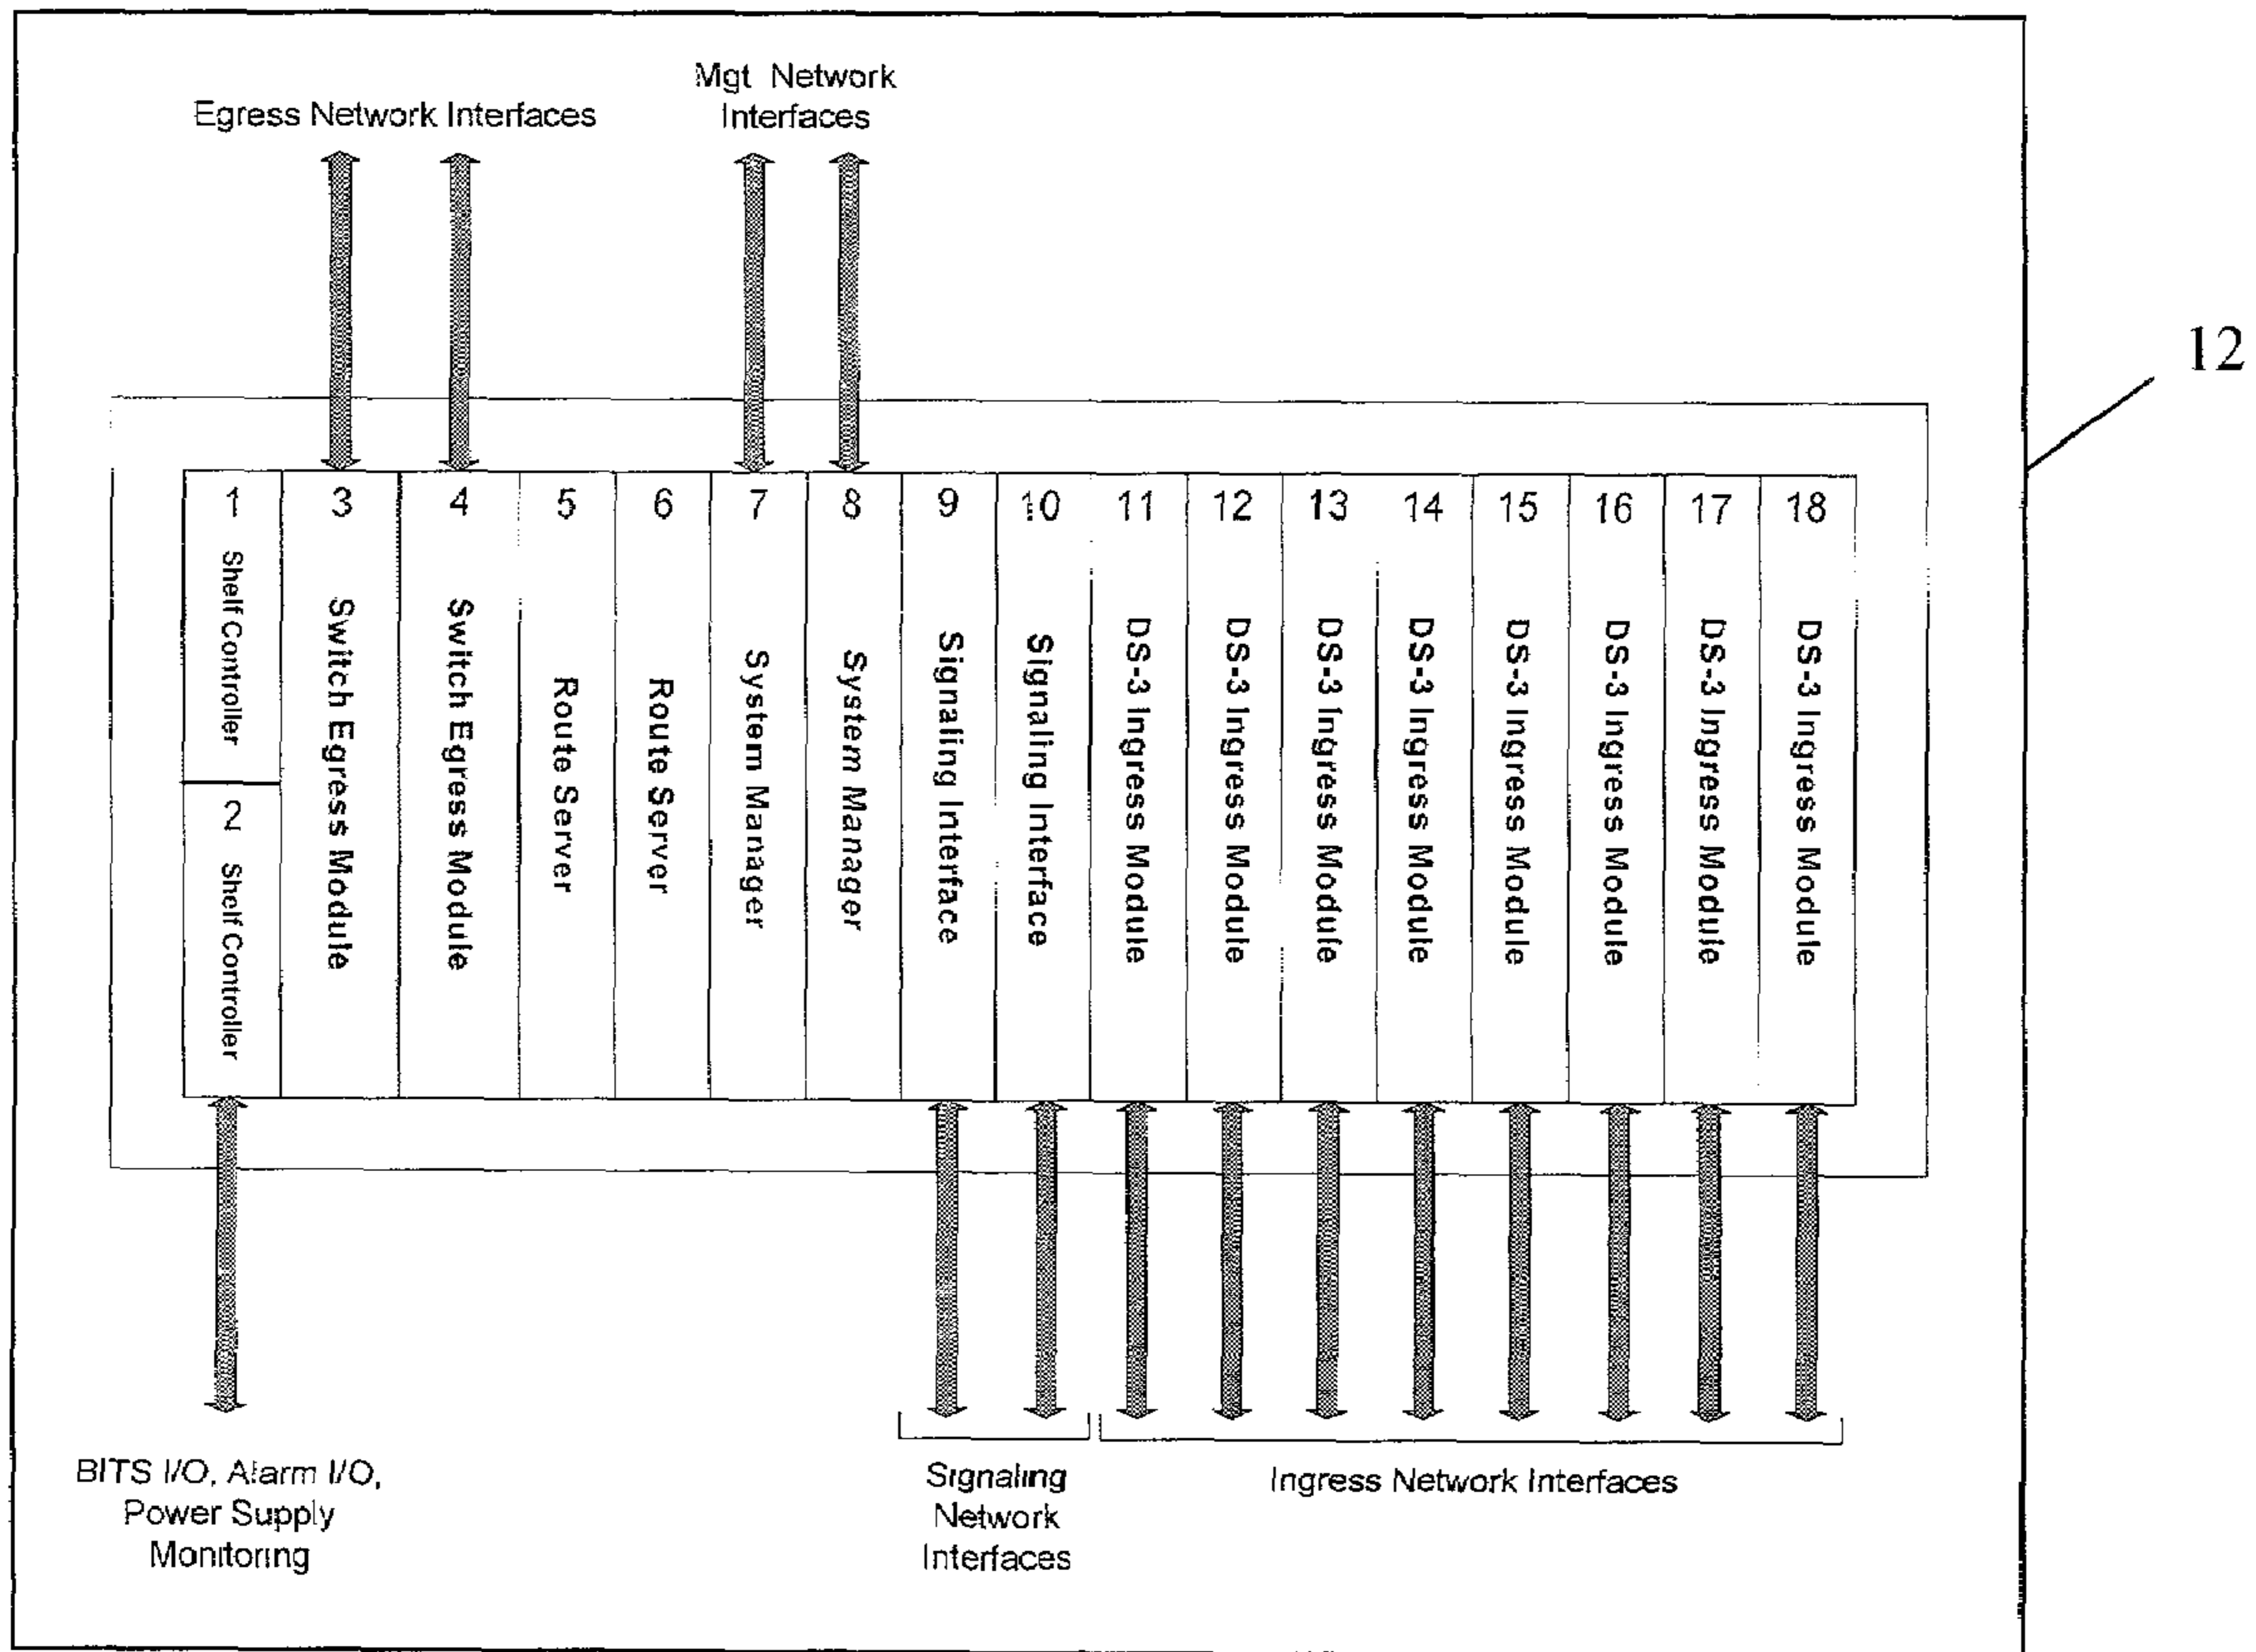 Egress Network Interfaces
Mgt Network
Interfaces
12
1 Shelf Controller
2 Shelf Controller
3 Switch Egress Module
4 Switch Egress Module
5 Route Server
6 Route Server
7 System Manager
8 System Manager
9 Signaling Interface
10 Signaling Interface
11 DS-3 Ingress Module
12 DS-3 Ingress Module
13 DS-3 Ingress Module
14 DS-3 Ingress Module
15 DS-3 Ingress Module
16 DS-3 Ingress Module
17 DS-3 Ingress Module
18 DS-3 Ingress Module
BITS I/O, Alarm I/O,
Power Supply
Monitoring
Signaling
Network
Interfaces
Ingress Network Interfaces